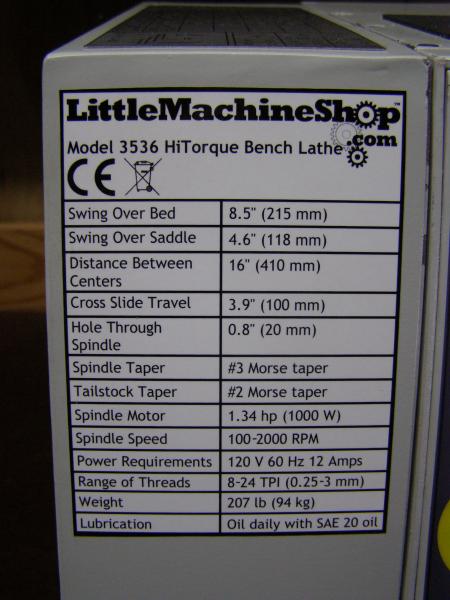 LittleMachineShop
.com
Model 3536 HiTorque Bench Lathe
CE
Swing Over Bed 8.5" (215 mm)
Swing Over Saddle 4.6" (118 mm)
Distance Between 16" (410 mm)
Centers
Cross Slide Travel 3.9" (100 mm)
Hole Through 0.8" (20 mm)
Spindle
Spindle Taper #3 Morse taper
Tailstock Taper #2 Morse taper
Spindle Motor 1.34 hp (1000 W)
Spindle Speed 100-2000 RPM
Power Requirements 120 V 60 Hz 12 Amps
Range of Threads 8-24 TPI (0.25-3 mm)
Weight 207 lb (94 kg)
Lubrication Oil daily with SAE 20 oil